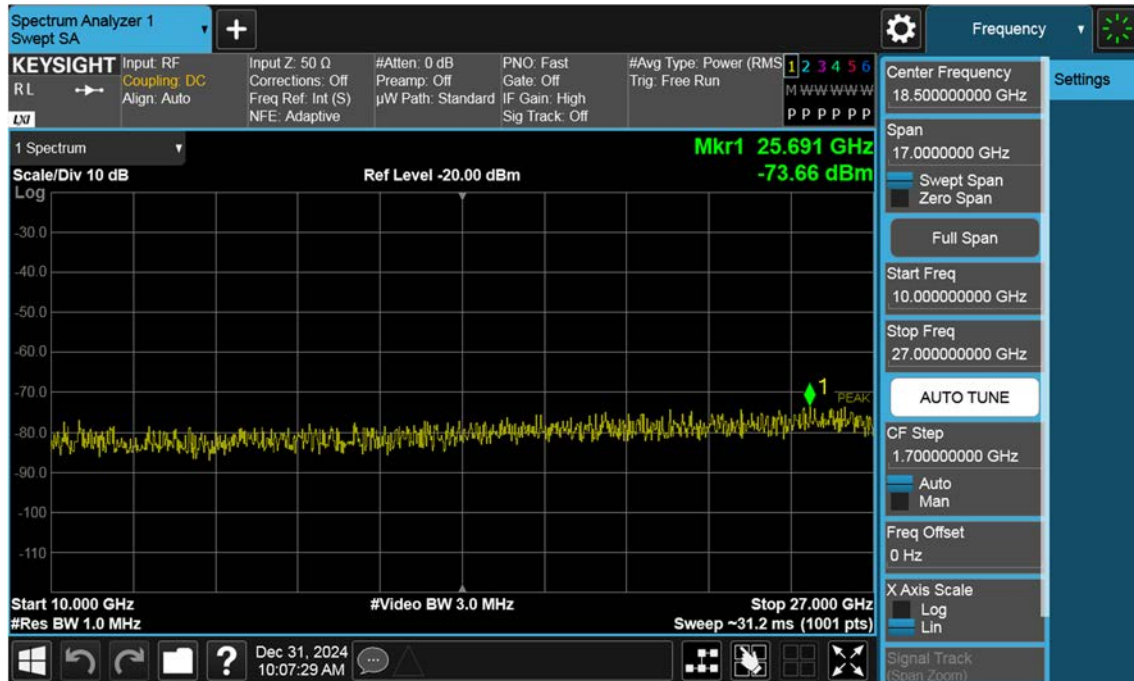 Spectrum Analyzer 1
Swept SA
Frequency
KEYSIGHT
RL
LXI
Input: RF
Coupling: DC
Align: Auto
Input Z: 50 Ω
Corrections: Off
Freq Ref: Int (S)
NFE: Adaptive
#Atten: 0 dB
Preamp: Off
µW Path: Standard
PNO: Fast
Gate: Off
IF Gain: High
Sig Track: Off
#Avg Type: Power (RMS
Trig: Free Run
1 2 3 4 5 6
M W W W W W
P P P P P P
1 Spectrum
Scale/Div 10 dB
Ref Level -20.00 dBm
Mkr1 25.691 GHz
-73.66 dBm
Log
-30.0
-40.0
-50.0
-60.0
-70.0
-80.0
-90.0
-100
-110
1
PEAK
Start 10.000 GHz
#Res BW 1.0 MHz
#Video BW 3.0 MHz
Stop 27.000 GHz
Sweep ~31.2 ms (1001 pts)
?
Dec 31, 2024
10:07:29 AM
Center Frequency
18.500000000 GHz
Span
17.0000000 GHz
Swept Span
Zero Span
Full Span
Start Freq
10.000000000 GHz
Stop Freq
27.000000000 GHz
AUTO TUNE
CF Step
1.700000000 GHz
Auto
Man
Freq Offset
0 Hz
X Axis Scale
Log
Lin
Signal Track
(Span Zoom)
Settings